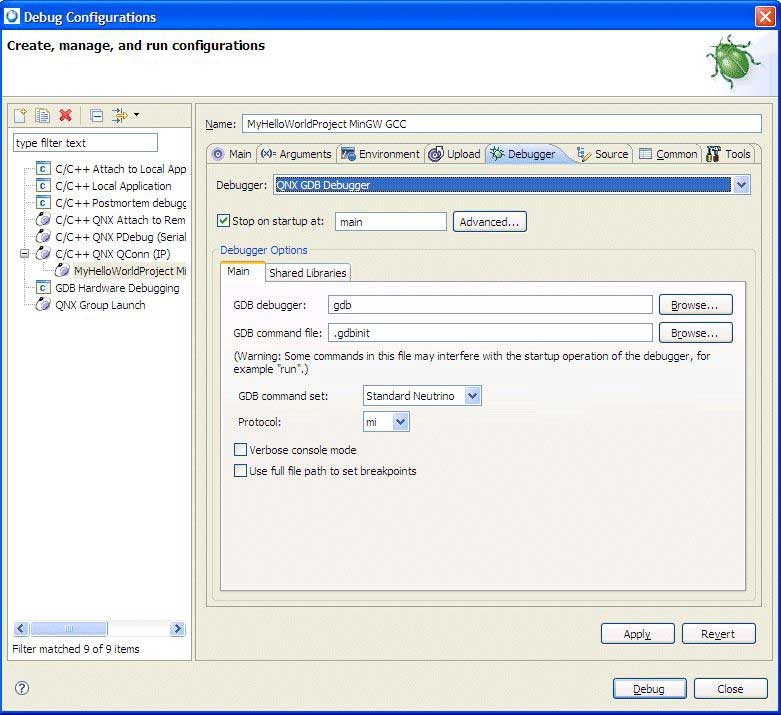 Debug Configurations
Create, manage, and run configurations
type filter text
C/C++ Attach to Local App
C/C++ Local Application
C/C++ Postmortem debugg
C/C++ QNX Attach to Rem
C/C++ QNX PDebug (Serial
C/C++ QNX QConn (IP)
MyHelloWorldProject Mi
GDB Hardware Debugging
QNX Group Launch
Filter matched 9 of 9 items
Name: MyHelloWorldProject MinGW GCC
Main (x)= Arguments Environment Upload Debugger Source Common Tools
Debugger: QNX GDB Debugger
Stop on startup at: main Advanced...
Debugger Options
Main Shared Libraries
GDB debugger: gdb Browse...
GDB command file: .gdbinit Browse...
(Warning: Some commands in this file may interfere with the startup operation of the debugger, for
example "run".)
GDB command set: Standard Neutrino
Protocol: mi
Verbose console mode
Use full file path to set breakpoints
Apply Revert
? Debug Close